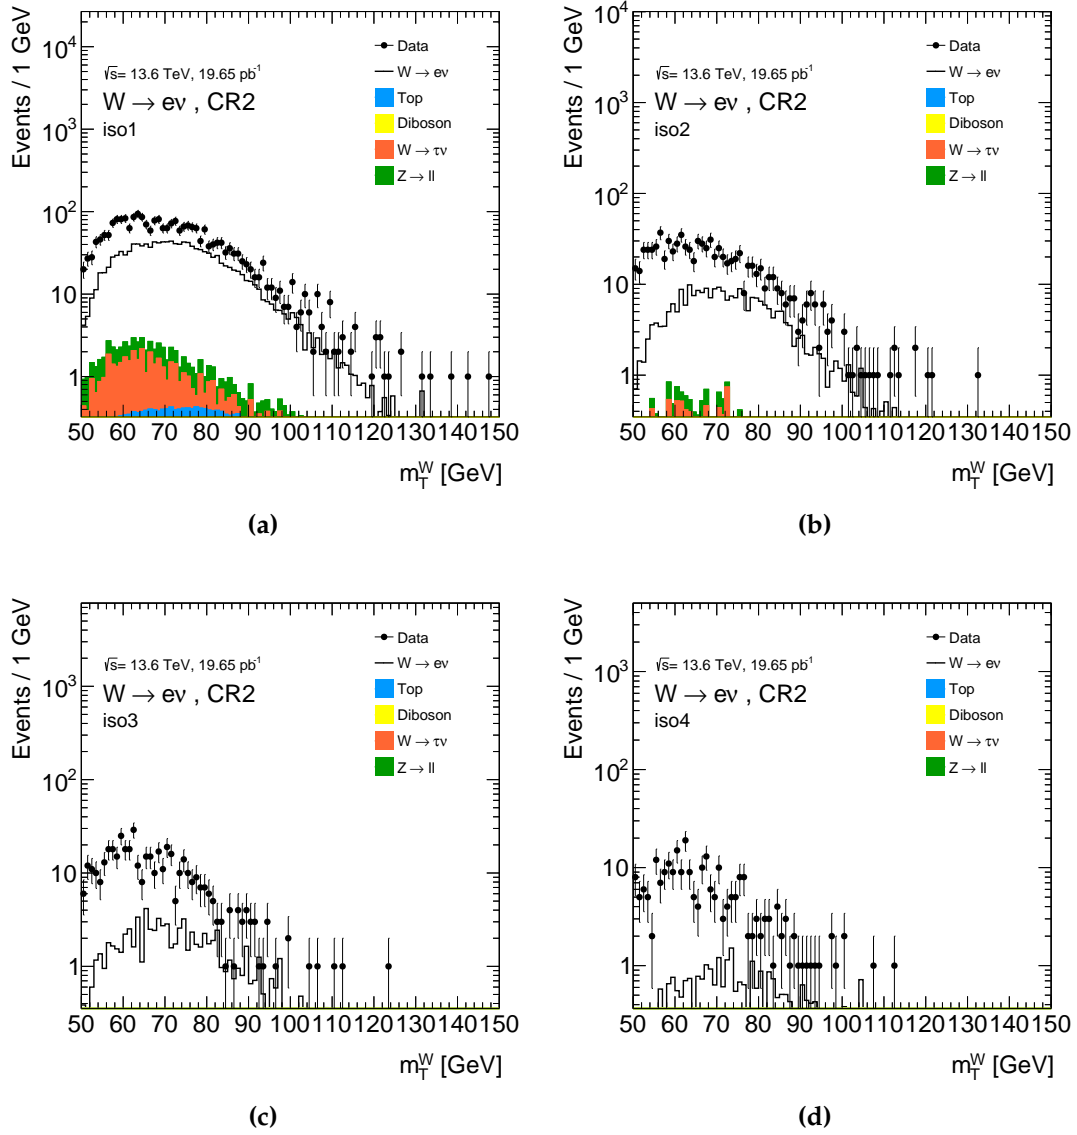 Events / 1 GeV
10⁴
10³
10²
10
1
√s= 13.6 TeV, 19.65 pb⁻¹
W → eν , CR2
iso1
Data
W → eν
Top
Diboson
W → τν
Z → ll
50 60 70 80 90 100 110 120 130 140 150
m_T^W [GeV]
(a)
Events / 1 GeV
10⁴
10³
10²
10
1
√s= 13.6 TeV, 19.65 pb⁻¹
W → eν , CR2
iso2
Data
W → eν
Top
Diboson
W → τν
Z → ll
50 60 70 80 90 100 110 120 130 140 150
m_T^W [GeV]
(b)
Events / 1 GeV
10³
10²
10
1
√s= 13.6 TeV, 19.65 pb⁻¹
W → eν , CR2
iso3
Data
W → eν
Top
Diboson
W → τν
Z → ll
50 60 70 80 90 100 110 120 130 140 150
m_T^W [GeV]
(c)
Events / 1 GeV
10³
10²
10
1
√s= 13.6 TeV, 19.65 pb⁻¹
W → eν , CR2
iso4
Data
W → eν
Top
Diboson
W → τν
Z → ll
50 60 70 80 90 100 110 120 130 140 150
m_T^W [GeV]
(d)